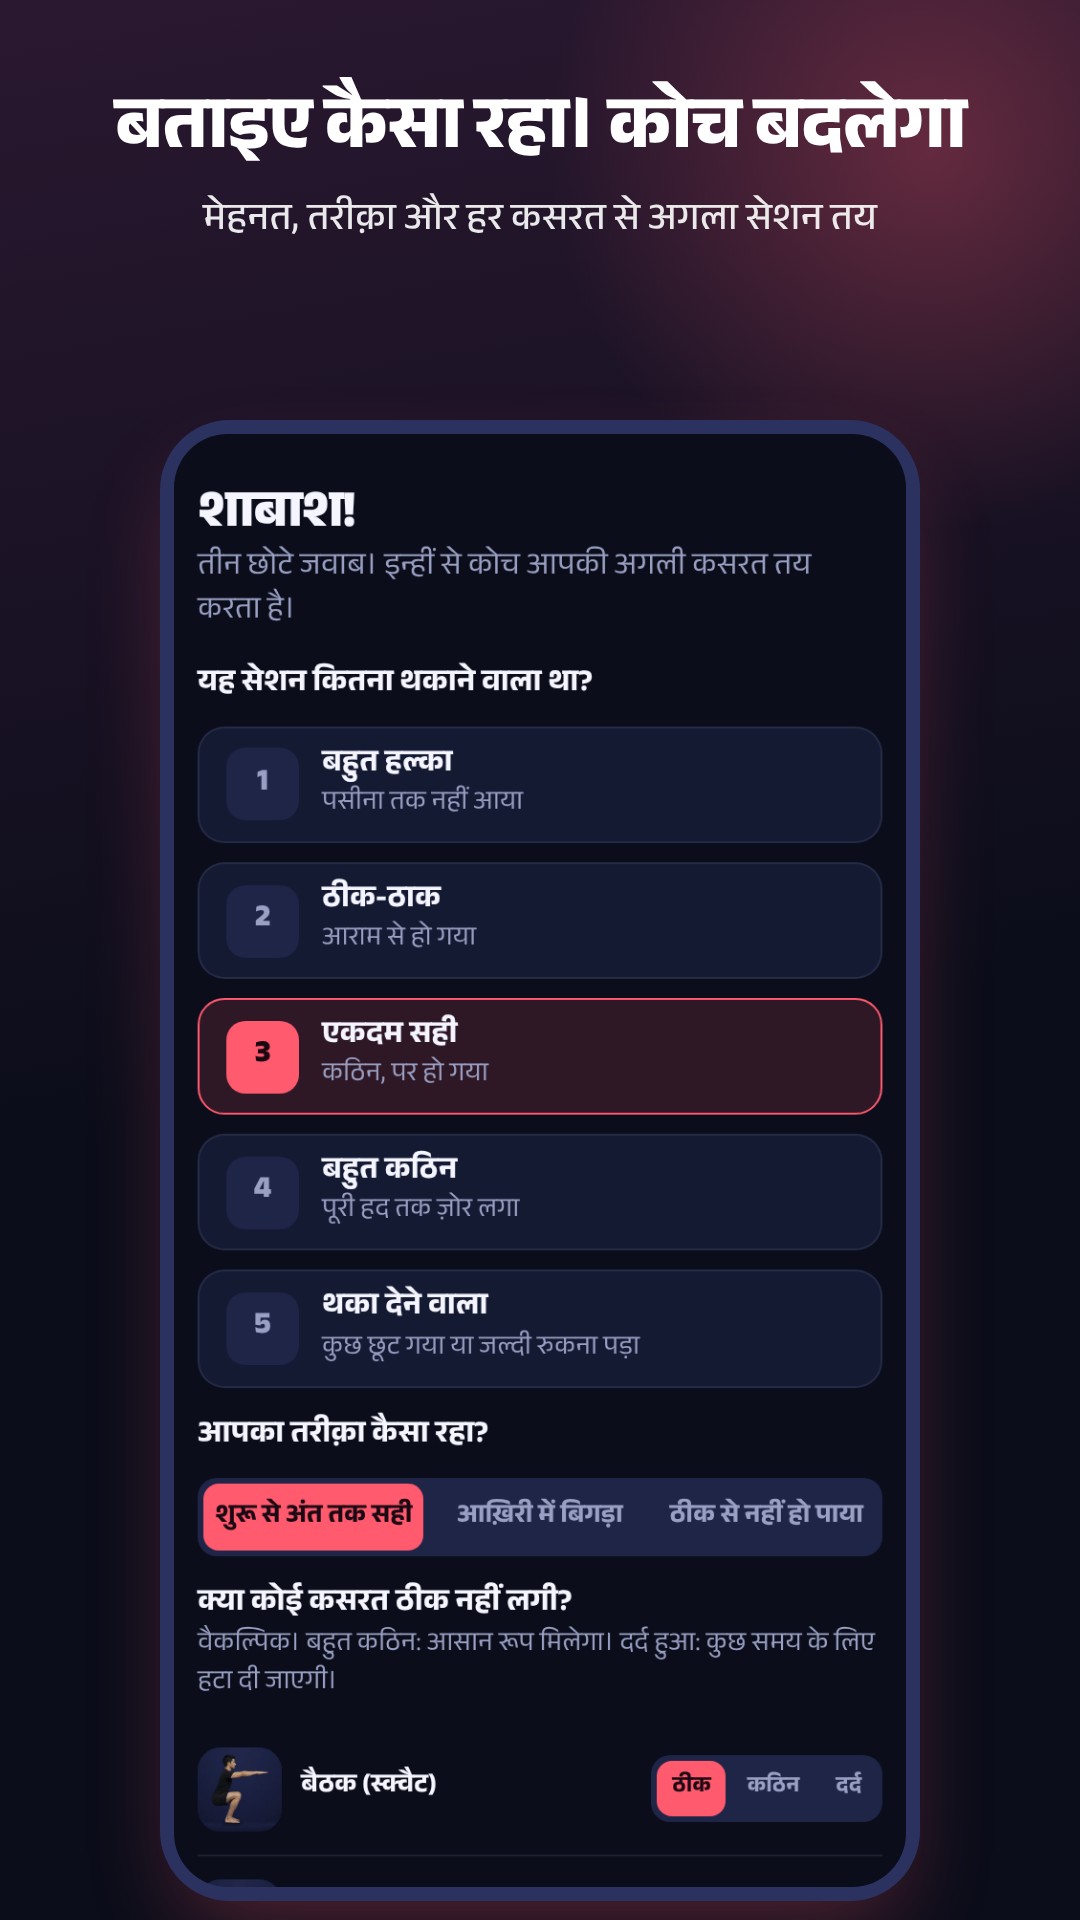 बताइए कैसा रहा। कोच बदलेगा
मेहनत, तरीक़ा और हर कसरत से अगला सेशन तय
शाबाश!
तीन छोटे जवाब। इन्हीं से कोच आपकी अगली कसरत तय
करता है।
यह सेशन कितना थकाने वाला था?
1
बहुत हल्का
पसीना तक नहीं आया
2
ठीक-ठाक
आराम से हो गया
3
एकदम सही
कठिन, पर हो गया
4
बहुत कठिन
पूरी हद तक ज़ोर लगा
5
थका देने वाला
कुछ छूट गया या जल्दी रुकना पड़ा
आपका तरीक़ा कैसा रहा?
शुरू से अंत तक सही आख़िरी में बिगड़ा ठीक से नहीं हो पाया
क्या कोई कसरत ठीक नहीं लगी?
वैकल्पिक। बहुत कठिन: आसान रूप मिलेगा। दर्द हुआ: कुछ समय के लिए
हटा दी जाएगी।
बैठक (स्क्वैट) ठीक कठिन दर्द